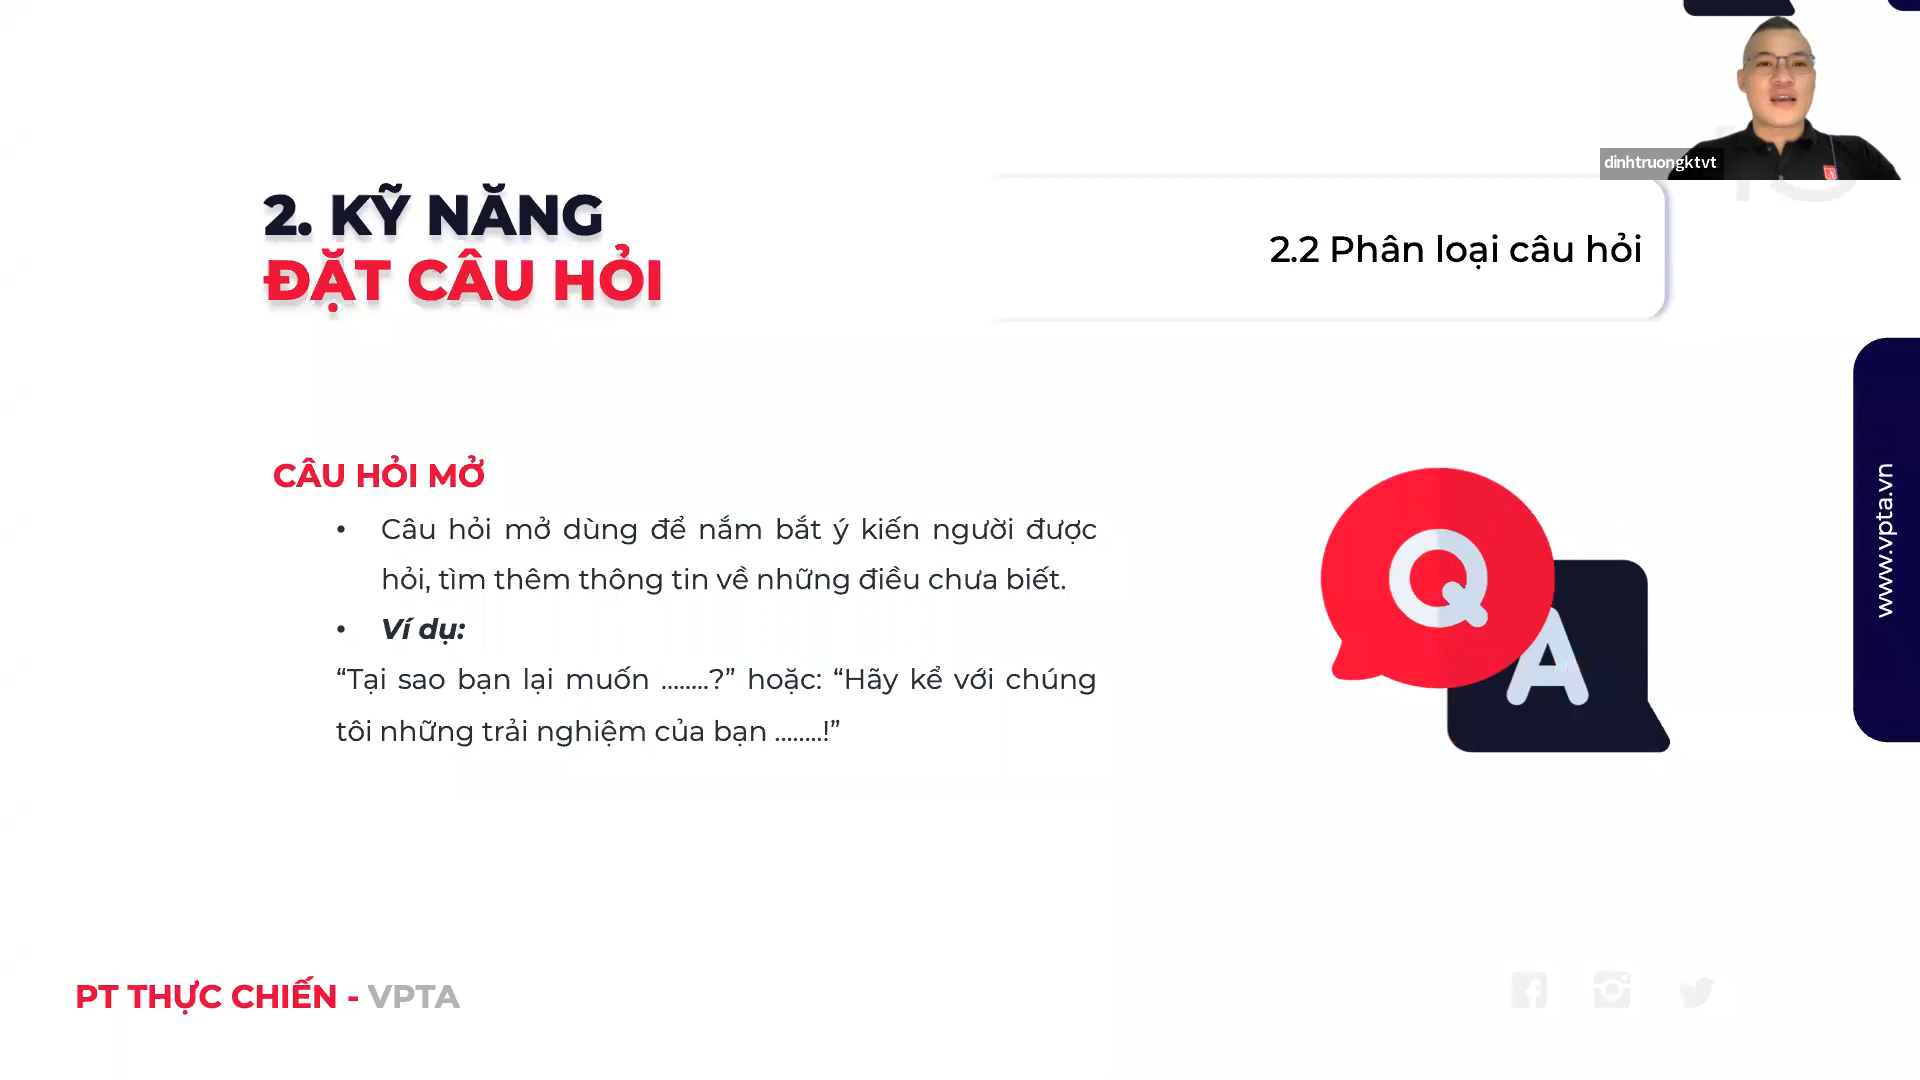 dinhtruongktvt
2. KỸ NĂNG
ĐẶT CÂU HỎI
2.2 Phân loại câu hỏi
CÂU HỎI MỞ
• Câu hỏi mở dùng để nắm bắt ý kiến người được
hỏi, tìm thêm thông tin về những điều chưa biết.
• Ví dụ:
“Tại sao bạn lại muốn ........?” hoặc: “Hãy kể với chúng
tôi những trải nghiệm của bạn ........!”
Q
A
www.vpta.vn
PT THỰC CHIẾN - VPTA